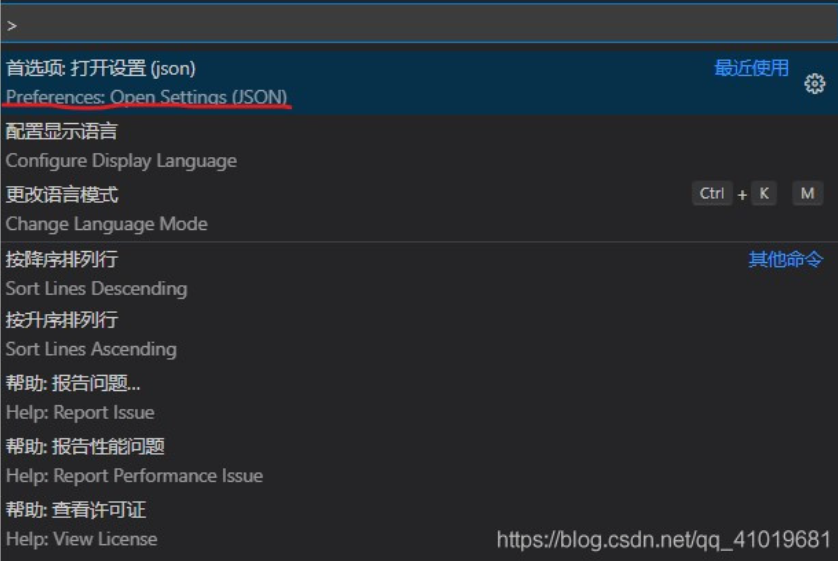 >
首选项: 打开设置 (json)
最近使用
Preferences: Open Settings (JSON)
配置显示语言
Configure Display Language
更改语言模式
Ctrl + K M
Change Language Mode
按降序排列行
其他命令
Sort Lines Descending
按升序排列行
Sort Lines Ascending
帮助: 报告问题...
Help: Report Issue
帮助: 报告性能问题
Help: Report Performance Issue
帮助: 查看许可证
Help: View License
https://blog.csdn.net/qq_41019681